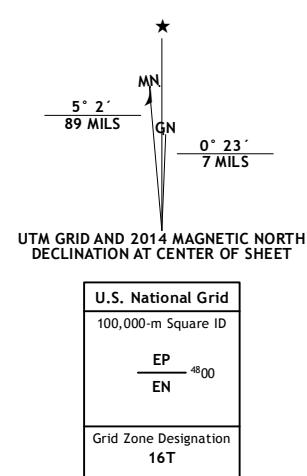 MN
5° 2´
89 MILS
GN
0° 23´
7 MILS
UTM GRID AND 2014 MAGNETIC NORTH
DECLINATION AT CENTER OF SHEET
U.S. National Grid
100,000-m Square ID
EP
4800
EN
Grid Zone Designation
16T